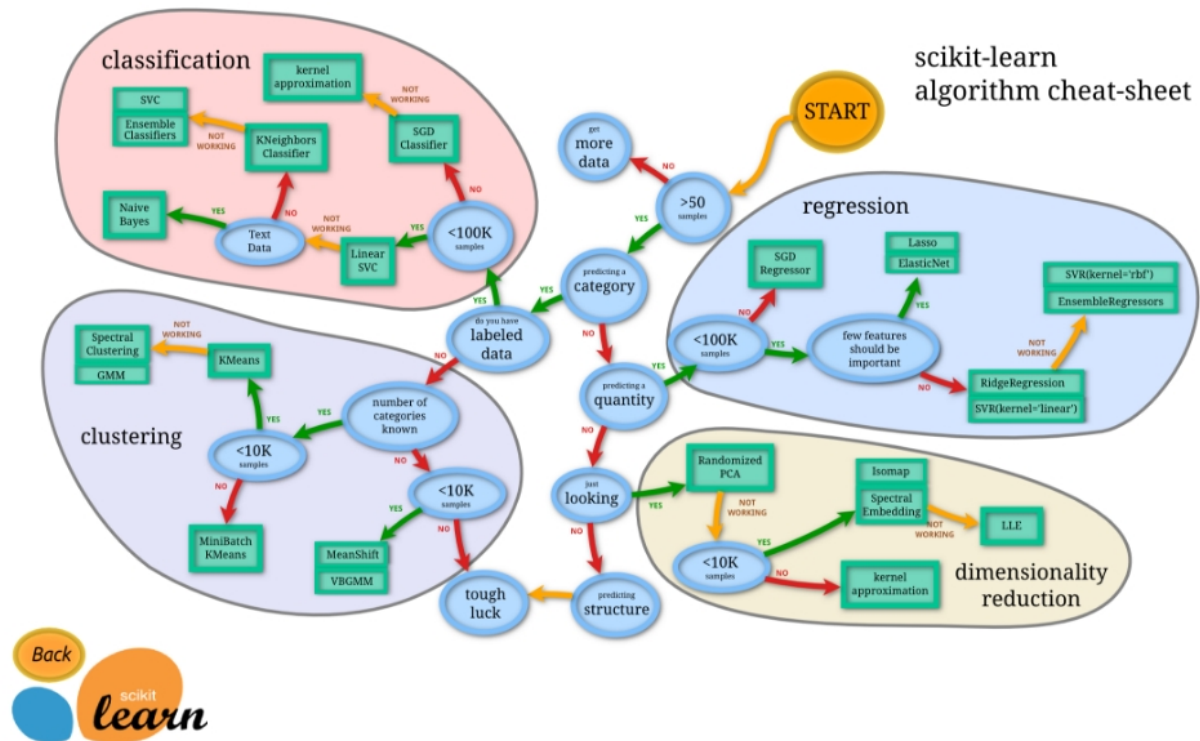 scikit-learn
algorithm cheat-sheet
START
get
more
data
NO
>50
samples
YES
predicting a
category
YES
NO
do you have
labeled
data
YES
NO
predicting a
quantity
YES
NO
just
looking
YES
NO
predicting
structure
tough
luck
classification
kernel
approximation
NOT
WORKING
SGD
Classifier
NO
<100K
samples
YES
Linear
SVC
NOT
WORKING
Text
Data
YES
NO
Naive
Bayes
KNeighbors
Classifier
NOT
WORKING
SVC
Ensemble
Classifiers
regression
SGD
Regressor
NO
<100K
samples
YES
few features
should be
important
YES
NO
Lasso
ElasticNet
RidgeRegression
SVR(kernel='linear')
NOT
WORKING
SVR(kernel='rbf')
EnsembleRegressors
clustering
number of
categories
known
YES
NO
<10K
samples
YES
NO
KMeans
NOT
WORKING
Spectral
Clustering
GMM
MiniBatch
KMeans
<10K
samples
YES
NO
MeanShift
VBGMM
dimensionality
reduction
Randomized
PCA
NOT
WORKING
<10K
samples
YES
NO
Isomap
Spectral
Embedding
NOT
WORKING
LLE
kernel
approximation
Back
scikit
learn